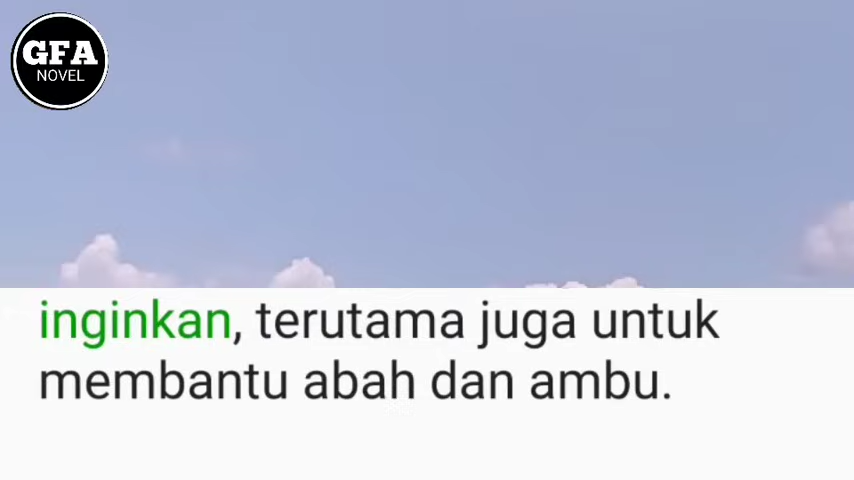 GFA
NOVEL
inginkan, terutama juga untuk
membantu abah dan ambu.